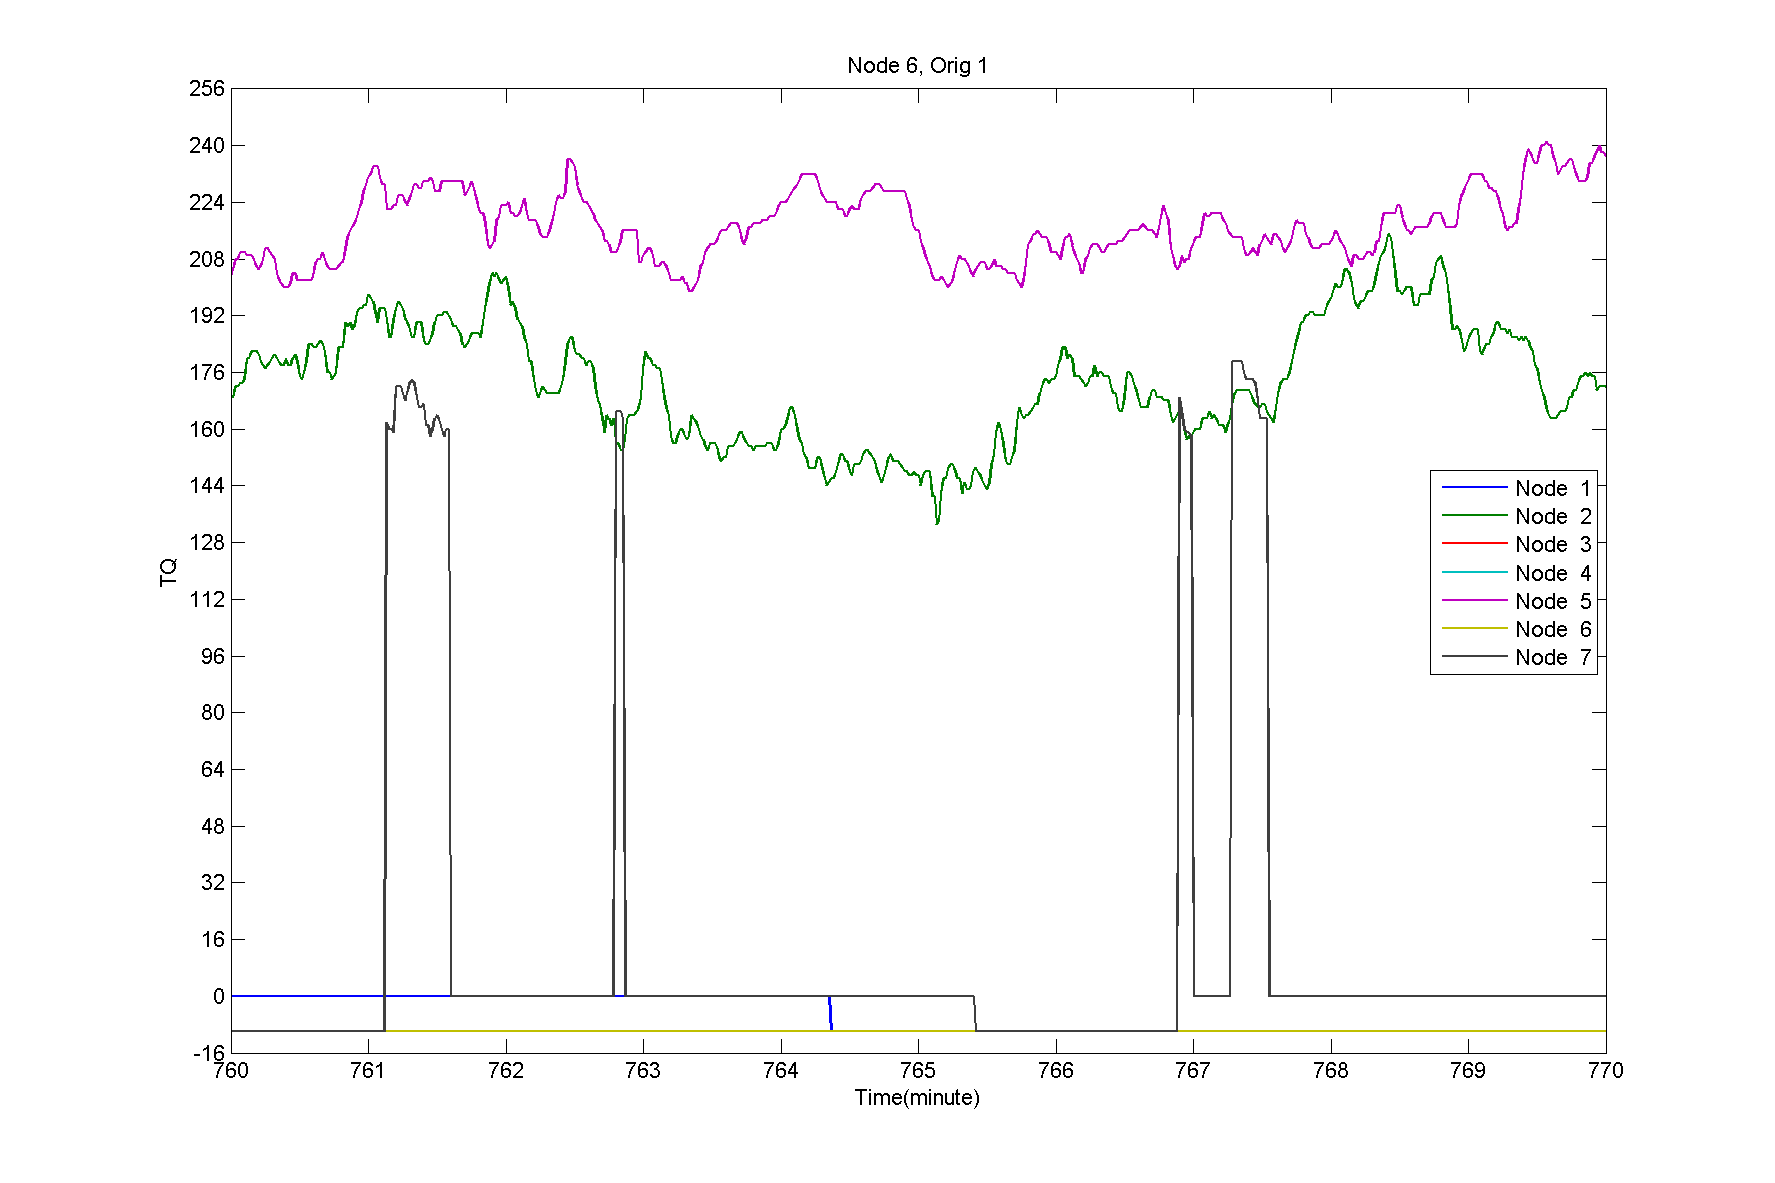 Node 6, Orig 1
256
240
224
208
192
176
160
144
128
112
96
80
64
48
32
16
0
-16
TQ
760 761 762 763 764 765 766 767 768 769 770
Time(minute)
Node 1
Node 2
Node 3
Node 4
Node 5
Node 6
Node 7